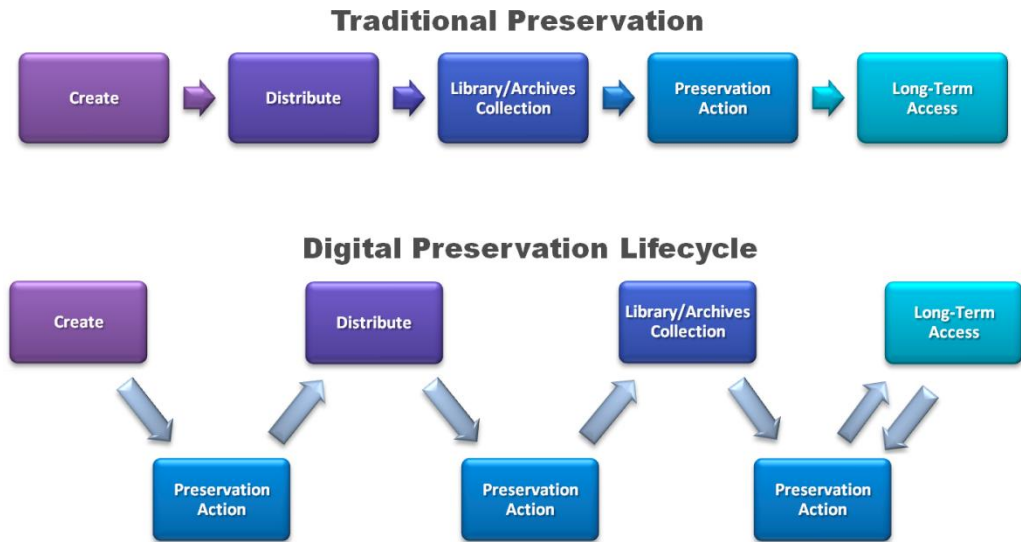 Traditional Preservation
Create
Distribute
Library/Archives
Collection
Preservation
Action
Long-Term
Access
Digital Preservation Lifecycle
Create
Distribute
Library/Archives
Collection
Long-Term
Access
Preservation
Action
Preservation
Action
Preservation
Action